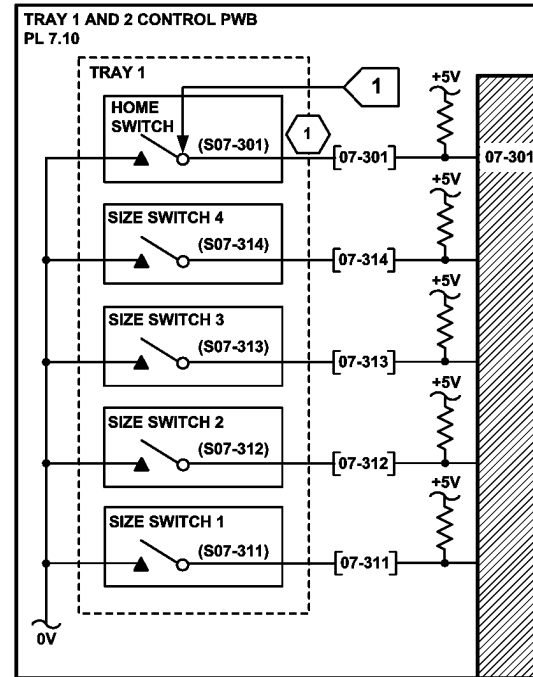 TRAY 1 AND 2 CONTROL PWB
PL 7.10
TRAY 1
1
+5V
HOME
SWITCH
(S07-301)
1
07-301
07-301
+5V
SIZE SWITCH 4
(S07-314)
07-314
+5V
SIZE SWITCH 3
(S07-313)
07-313
+5V
SIZE SWITCH 2
(S07-312)
07-312
+5V
SIZE SWITCH 1
(S07-311)
07-311
0V